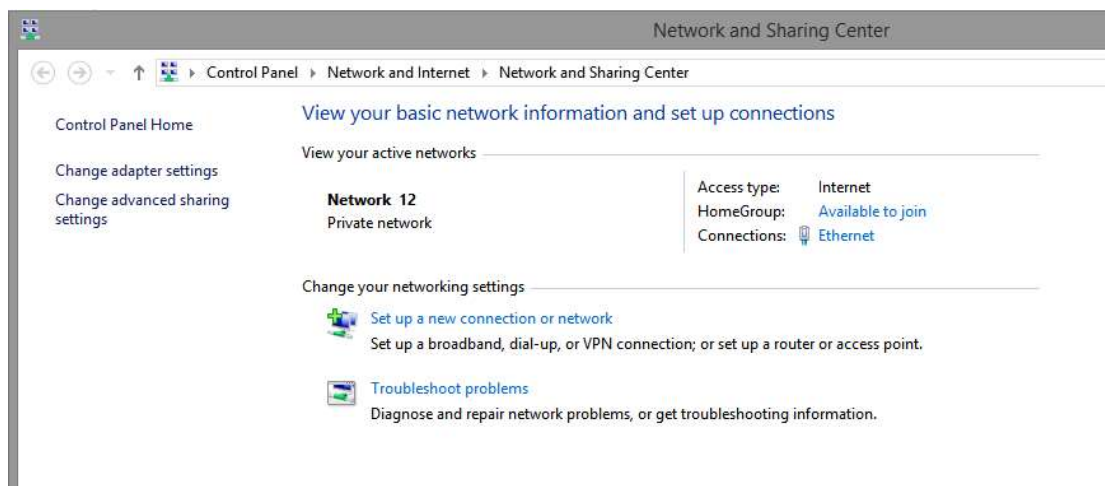 Network and Sharing Center
Control Panel Network and Internet Network and Sharing Center
Control Panel Home
Change adapter settings
Change advanced sharing
settings
View your basic network information and set up connections
View your active networks
Network 12
Private network
Access type: Internet
HomeGroup: Available to join
Connections: Ethernet
Change your networking settings
Set up a new connection or network
Set up a broadband, dial-up, or VPN connection; or set up a router or access point.
Troubleshoot problems
Diagnose and repair network problems, or get troubleshooting information.